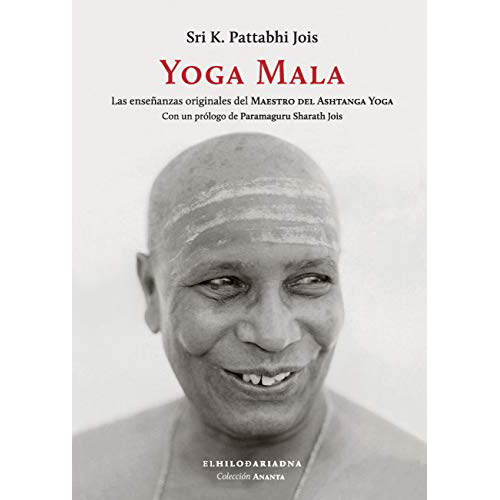 Sri K. Pattabhi Jois
YOGA MALA
Las enseñanzas originales del MAESTRO DEL ASHTANGA YOGA
Con un prólogo de Paramaguru Sharath Jois
ELHILODARIADNA
Colección ANANTA